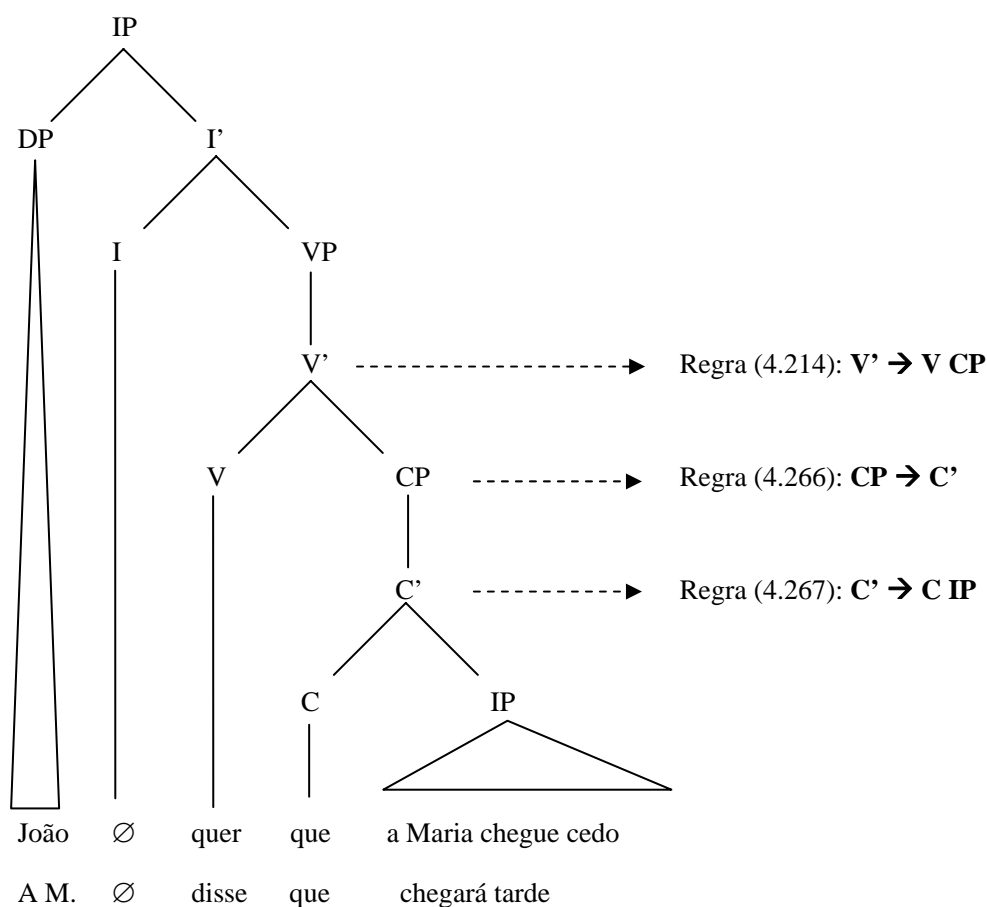 IP
DP I’
I VP
V’ Regra (4.214): V’ → V CP
V CP Regra (4.266): CP → C’
C’ Regra (4.267): C’ → C IP
C IP
João ∅ quer que a Maria chegue cedo
A M. ∅ disse que chegará tarde